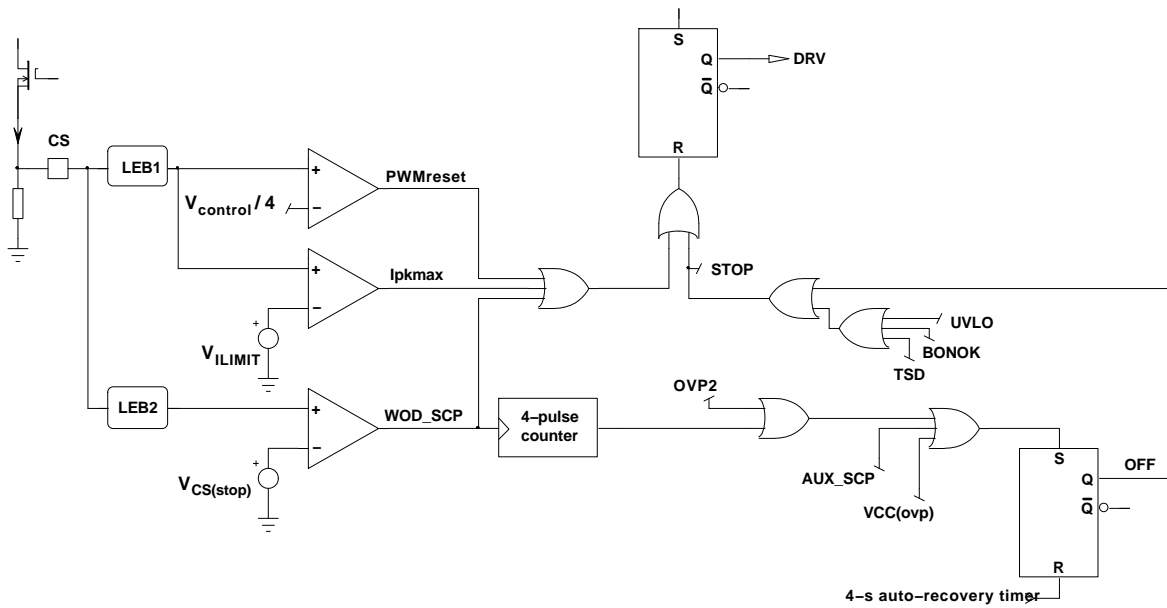 S
Q
DRV
Q
CS
R
LEB1
+
PWMreset
Vcontrol / 4
−
+
Ipkmax
STOP
−
UVLO
+
BONOK
VILIMIT
TSD
OVP2
LEB2
+
WOD_SCP
4−pulse
counter
−
S
OFF
+
AUX_SCP
Q
VCS(stop)
VCC(ovp)
Q
R
4−s auto−recovery timer